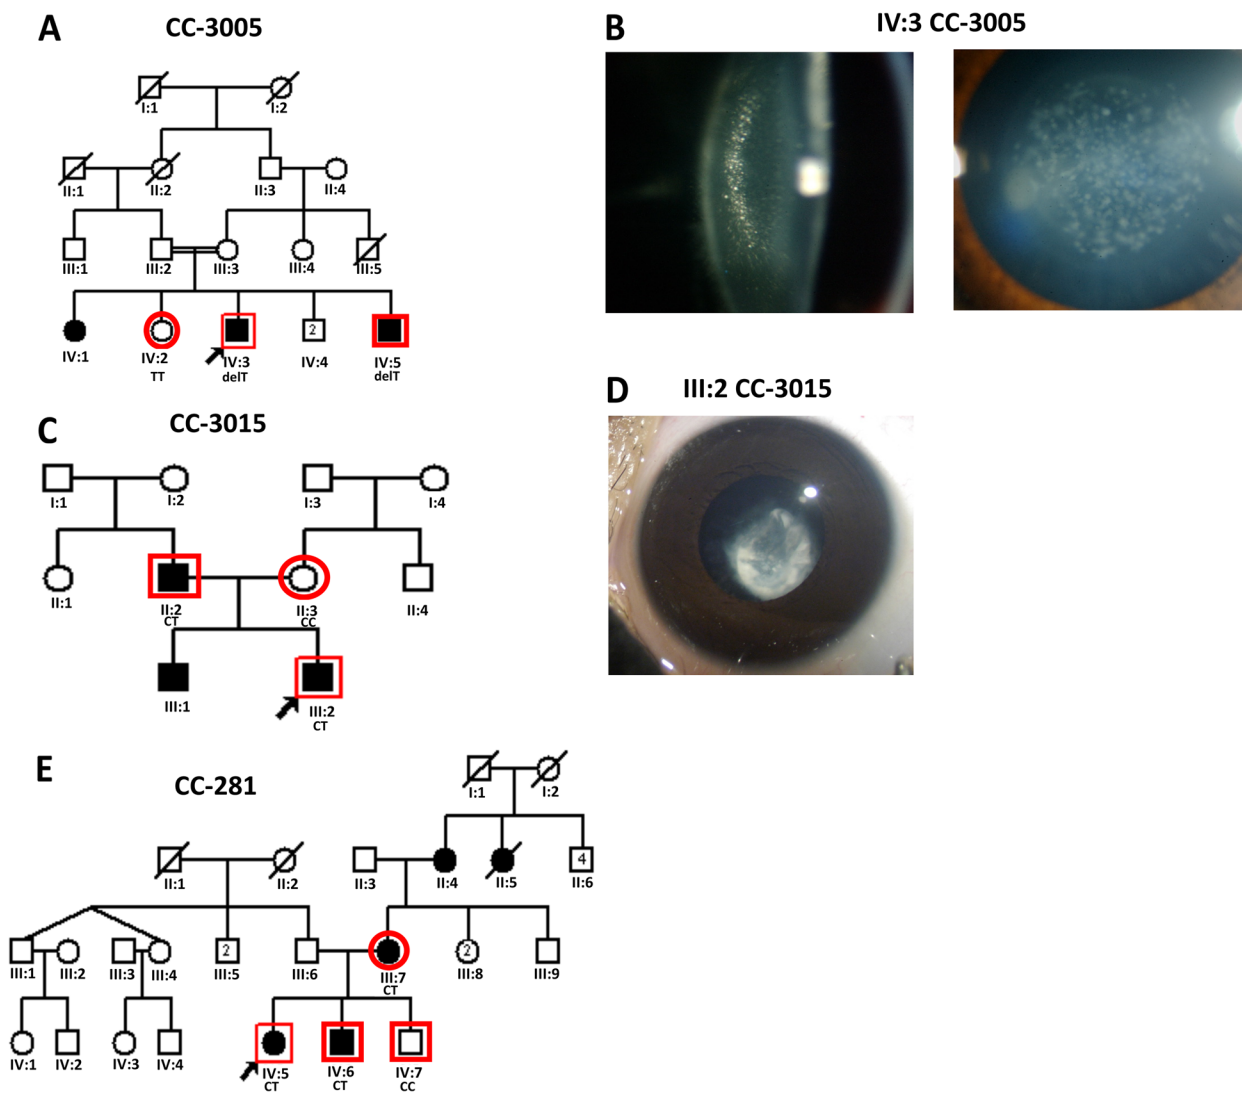 A CC-3005
I:1 I:2
II:1 II:2 II:3 II:4
III:1 III:2 III:3 III:4 III:5
2
IV:1 IV:2 IV:3 IV:4 IV:5
TT delT delT
B IV:3 CC-3005
C CC-3015
I:1 I:2 I:3 I:4
II:1 II:2 II:3 II:4
CT CC
III:1 III:2
CT
D III:2 CC-3015
E CC-281
I:1 I:2
4
II:1 II:2 II:3 II:4 II:5 II:6
2 2
III:1 III:2 III:3 III:4 III:5 III:6 III:7 III:8 III:9
CT
IV:1 IV:2 IV:3 IV:4 IV:5 IV:6 IV:7
CT CT CC